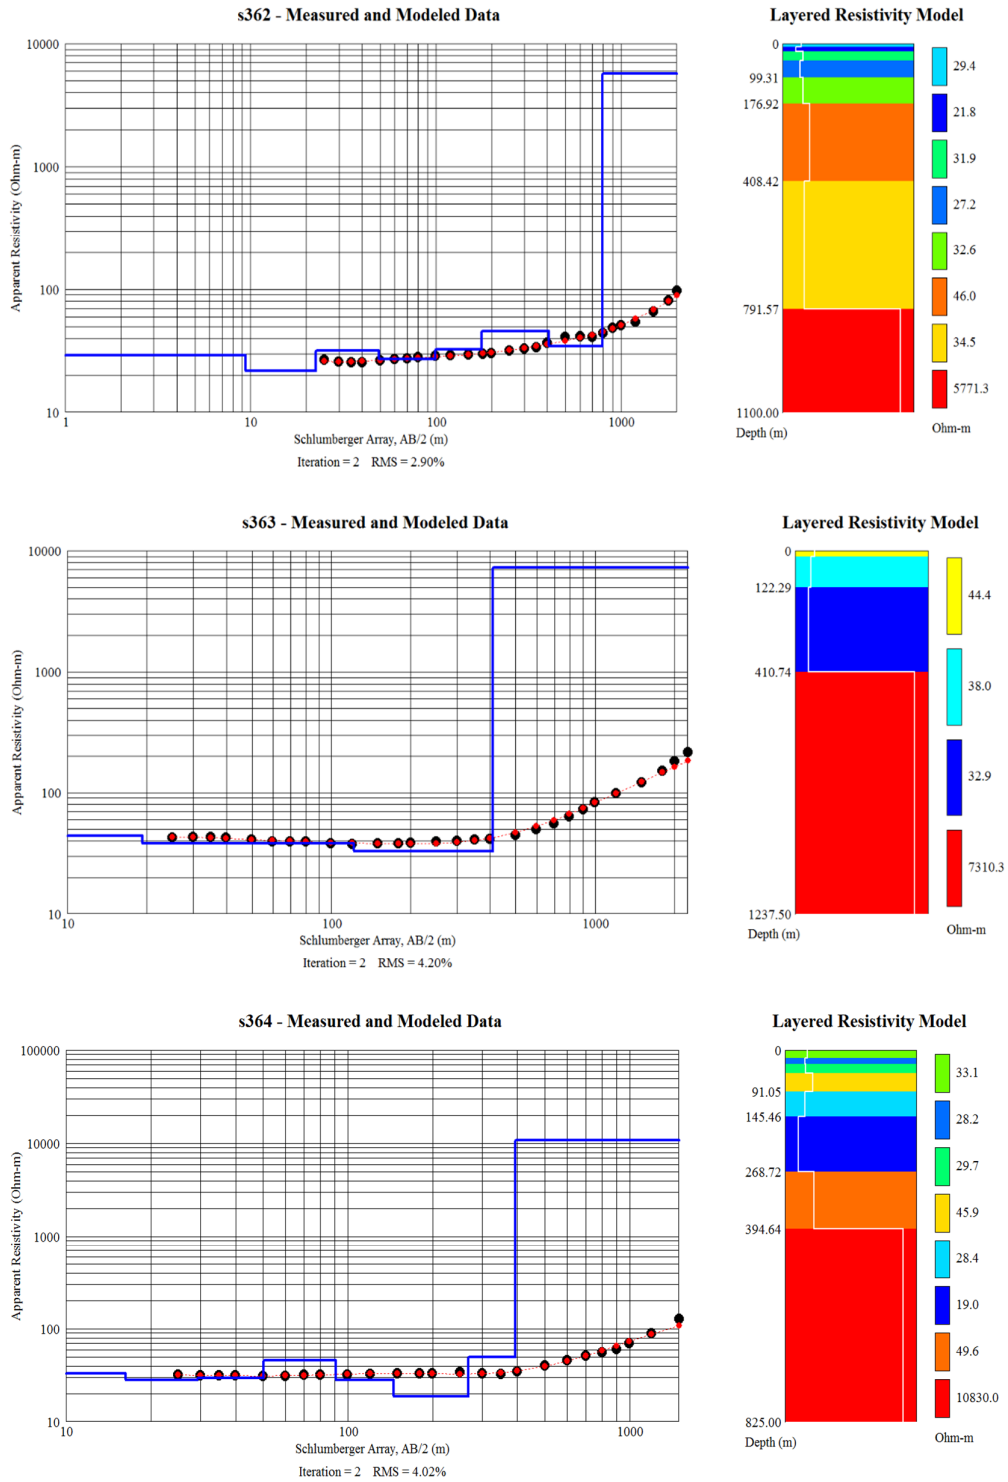 s362 - Measured and Modeled Data
Layered Resistivity Model
Apparent Resistivity (Ohm-m)
10000
1000
100
10
1
10
100
1000
Schlumberger Array, AB/2 (m)
Iteration = 2 RMS = 2.90%
0
99.31
176.92
408.42
791.57
1100.00
Depth (m)
29.4
21.8
31.9
27.2
32.6
46.0
34.5
5771.3
Ohm-m
s363 - Measured and Modeled Data
Layered Resistivity Model
Apparent Resistivity (Ohm-m)
10000
1000
100
10
10
100
1000
Schlumberger Array, AB/2 (m)
Iteration = 2 RMS = 4.20%
0
122.29
410.74
1237.50
Depth (m)
44.4
38.0
32.9
7310.3
Ohm-m
s364 - Measured and Modeled Data
Layered Resistivity Model
Apparent Resistivity (Ohm-m)
100000
10000
1000
100
10
10
100
1000
Schlumberger Array, AB/2 (m)
Iteration = 2 RMS = 4.02%
0
91.05
145.46
268.72
394.64
825.00
Depth (m)
33.1
28.2
29.7
45.9
28.4
19.0
49.6
10830.0
Ohm-m